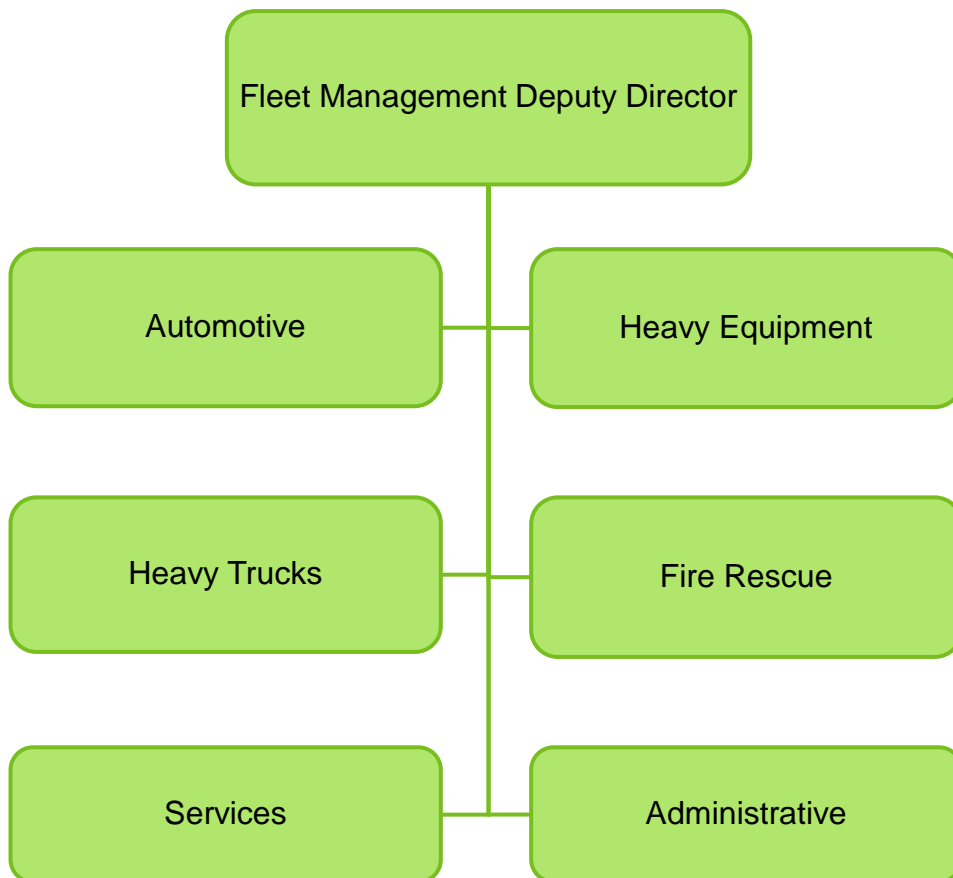 Fleet Management Deputy Director
Automotive
Heavy Equipment
Heavy Trucks
Fire Rescue
Services
Administrative